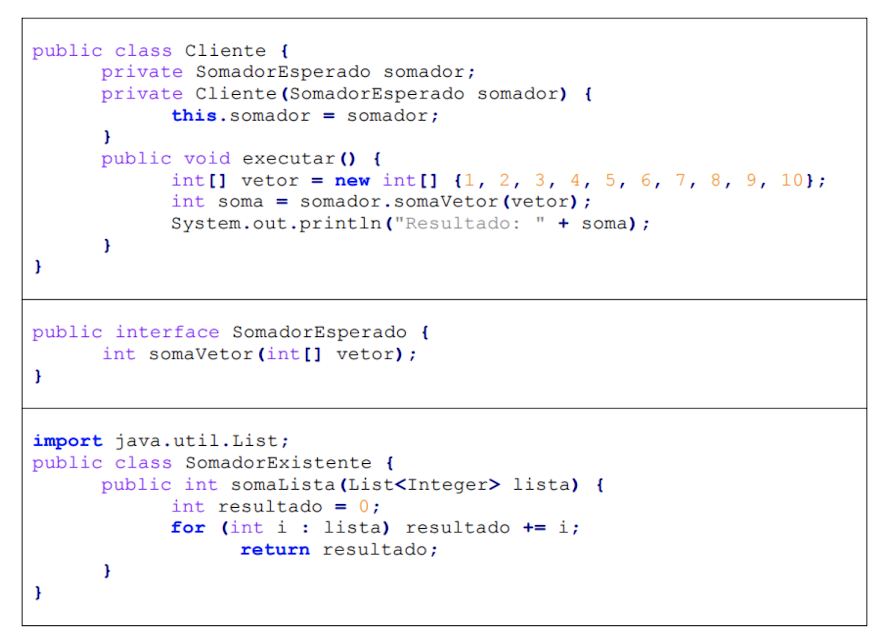 public class Cliente {
private SomadorEsperado somador;
private Cliente(SomadorEsperado somador) {
this.somador = somador;
}
public void executar() {
int[] vetor = new int[] {1, 2, 3, 4, 5, 6, 7, 8, 9, 10};
int soma = somador.somaVetor(vetor);
System.out.println("Resultado: " + soma);
}
}
public interface SomadorEsperado {
int somaVetor(int[] vetor);
}
import java.util.List;
public class SomadorExistente {
public int somaLista(List<Integer> lista) {
int resultado = 0;
for (int i : lista) resultado += i;
return resultado;
}
}